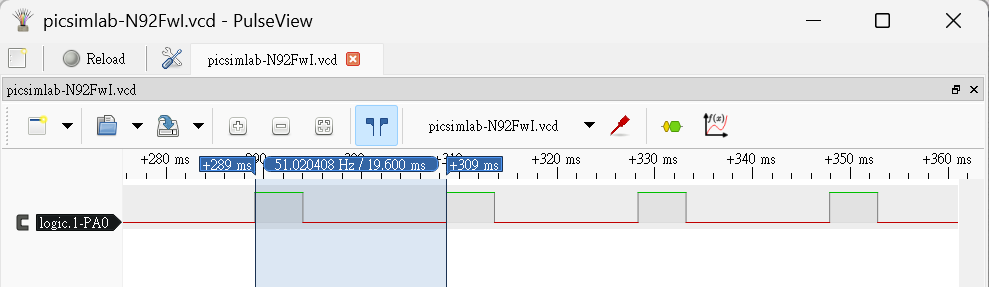 picsimlab-N92FwI.vcd - PulseView
Reload
picsimlab-N92FwI.vcd
picsimlab-N92FwI.vcd
picsimlab-N92FwI.vcd
f(x)
+280 ms +320 ms +330 ms +340 ms +350 ms +360 ms
+289 ms 51.020408 Hz / 19.600 ms +309 ms
logic.1-PA0